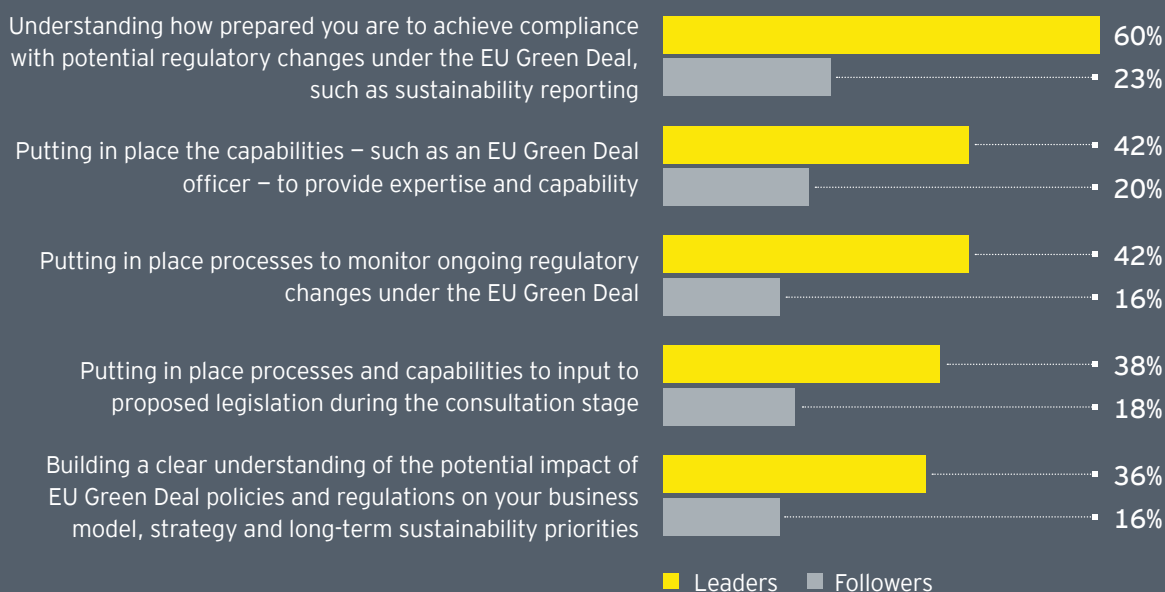 Understanding how prepared you are to achieve compliance
with potential regulatory changes under the EU Green Deal,
such as sustainability reporting
60%
23%
Putting in place the capabilities – such as an EU Green Deal
officer – to provide expertise and capability
42%
20%
Putting in place processes to monitor ongoing regulatory
changes under the EU Green Deal
42%
16%
Putting in place processes and capabilities to input to
proposed legislation during the consultation stage
38%
18%
Building a clear understanding of the potential impact of
EU Green Deal policies and regulations on your business
model, strategy and long-term sustainability priorities
36%
16%
Leaders Followers